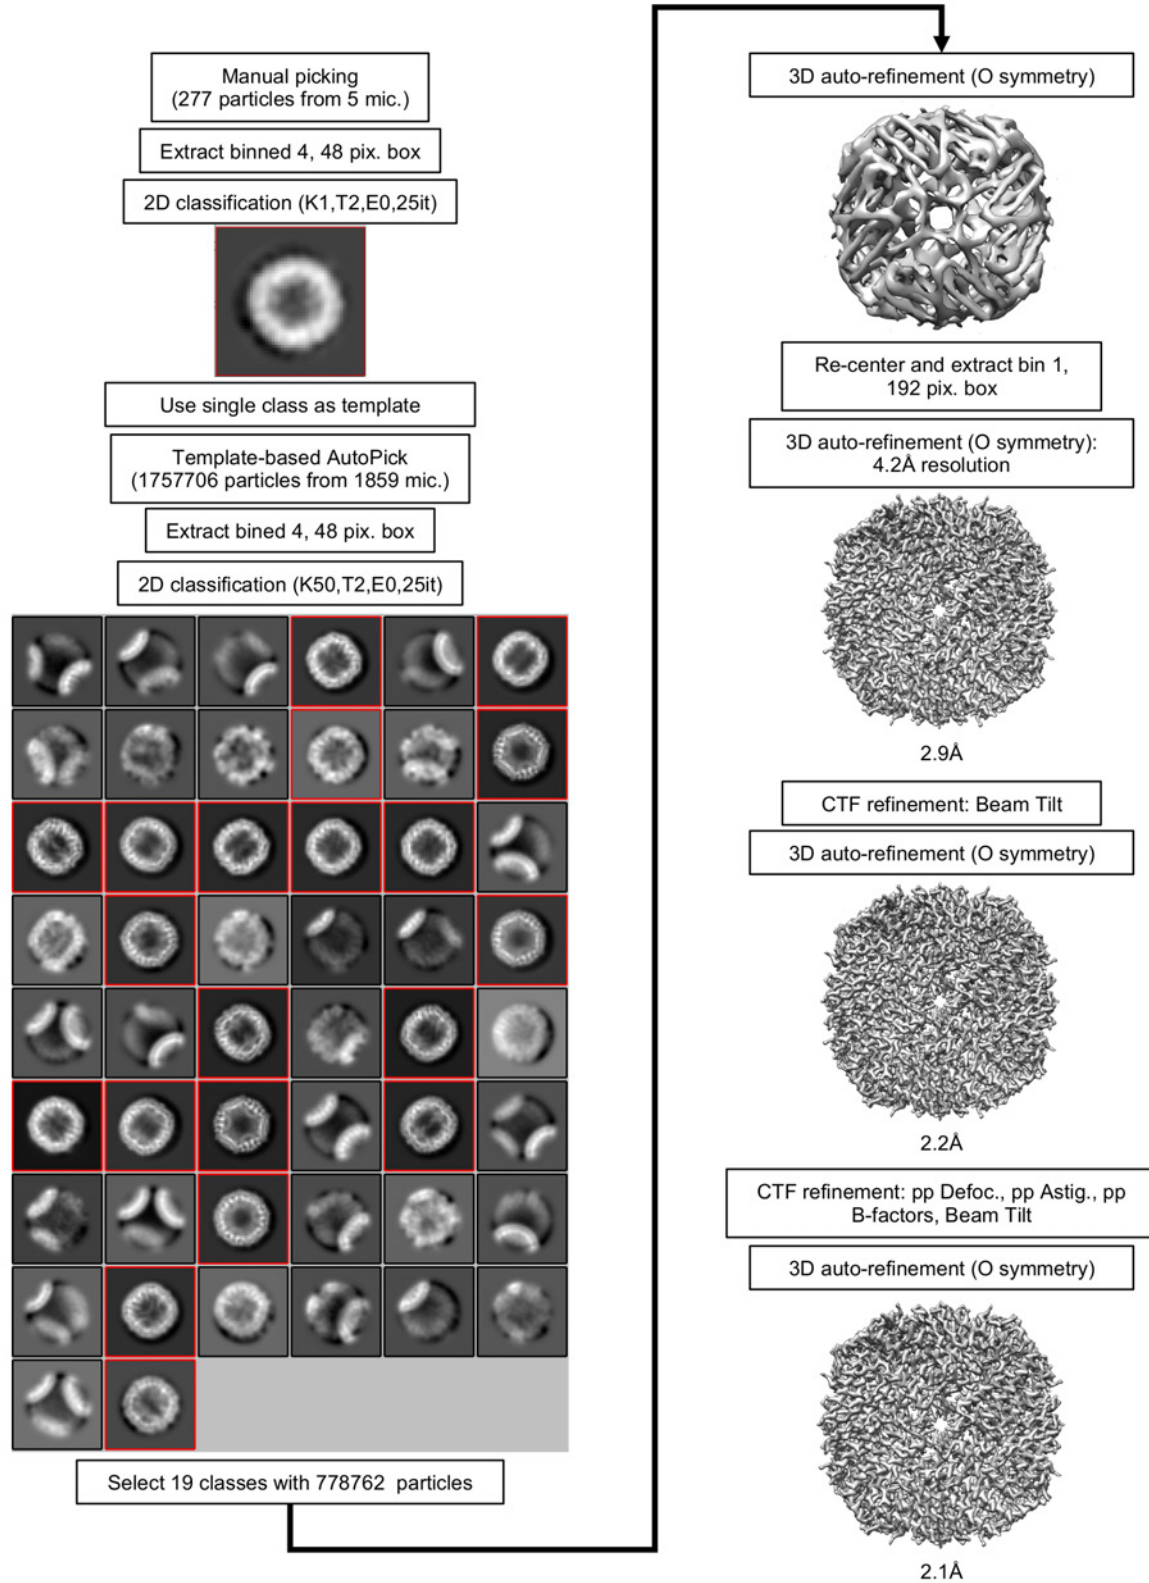 Manual picking
(277 particles from 5 mic.)
Extract binned 4, 48 pix. box
2D classification (K1,T2,E0,25it)
Use single class as template
Template-based AutoPick
(1757706 particles from 1859 mic.)
Extract bined 4, 48 pix. box
2D classification (K50,T2,E0,25it)
Select 19 classes with 778762 particles
3D auto-refinement (O symmetry)
Re-center and extract bin 1,
192 pix. box
3D auto-refinement (O symmetry):
4.2Å resolution
2.9Å
CTF refinement: Beam Tilt
3D auto-refinement (O symmetry)
2.2Å
CTF refinement: pp Defoc., pp Astig., pp
B-factors, Beam Tilt
3D auto-refinement (O symmetry)
2.1Å